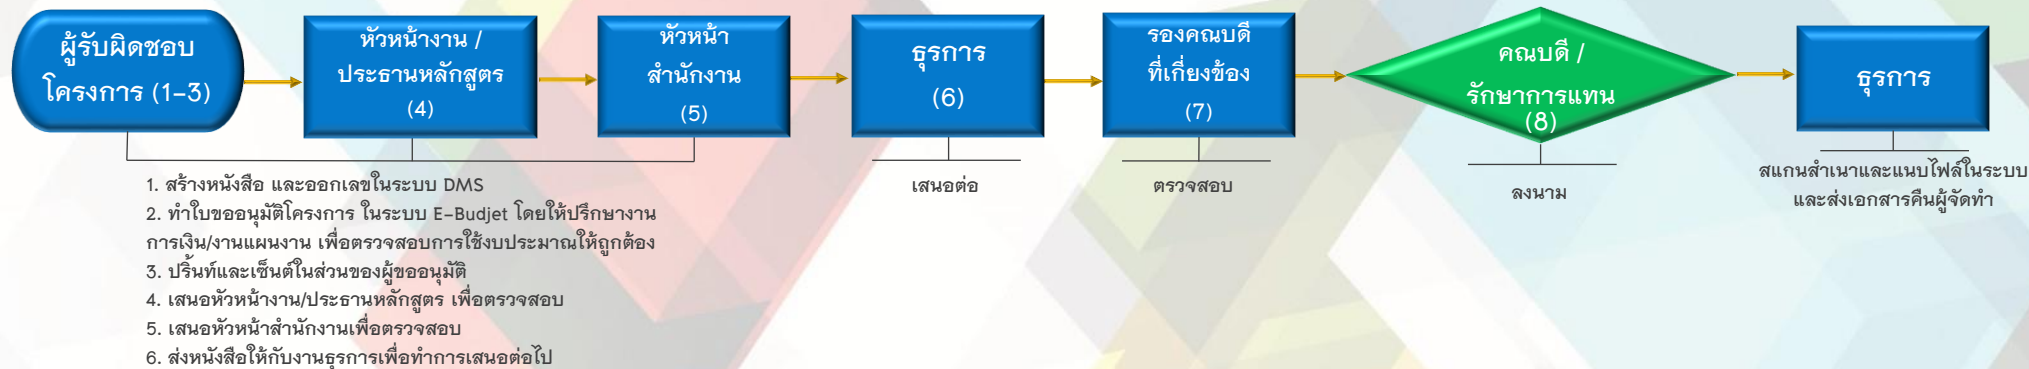 ผู้รับผิดชอบ
โครงการ (1-3)
หัวหน้างาน /
ประธานหลักสูตร
(4)
หัวหน้า
สำนักงาน
(5)
ธุรการ
(6)
รองคณบดี
ที่เกี่ยงข้อง
(7)
คณบดี /
รักษาการแทน
(8)
ธุรการ
1. สร้างหนังสือ และออกเลขในระบบ DMS
2. ทำใบขออนุมัติโครงการ ในระบบ E-Budjet โดยให้ปรึกษางาน
การเงิน/งานแผนงาน เพื่อตรวจสอบการใช้งบประมาณให้ถูกต้อง
3. ปริ้นท์และเซ็นต์ในส่วนของผู้ขออนุมัติ
4. เสนอหัวหน้างาน/ประธานหลักสูตร เพื่อตรวจสอบ
5. เสนอหัวหน้าสำนักงานเพื่อตรวจสอบ
6. ส่งหนังสือให้กับงานธุรการเพื่อทำการเสนอต่อไป
เสนอต่อ
ตรวจสอบ
ลงนาม
สแกนสำเนาและแนบไฟล์ในระบบ
และส่งเอกสารคืนผู้จัดทำ